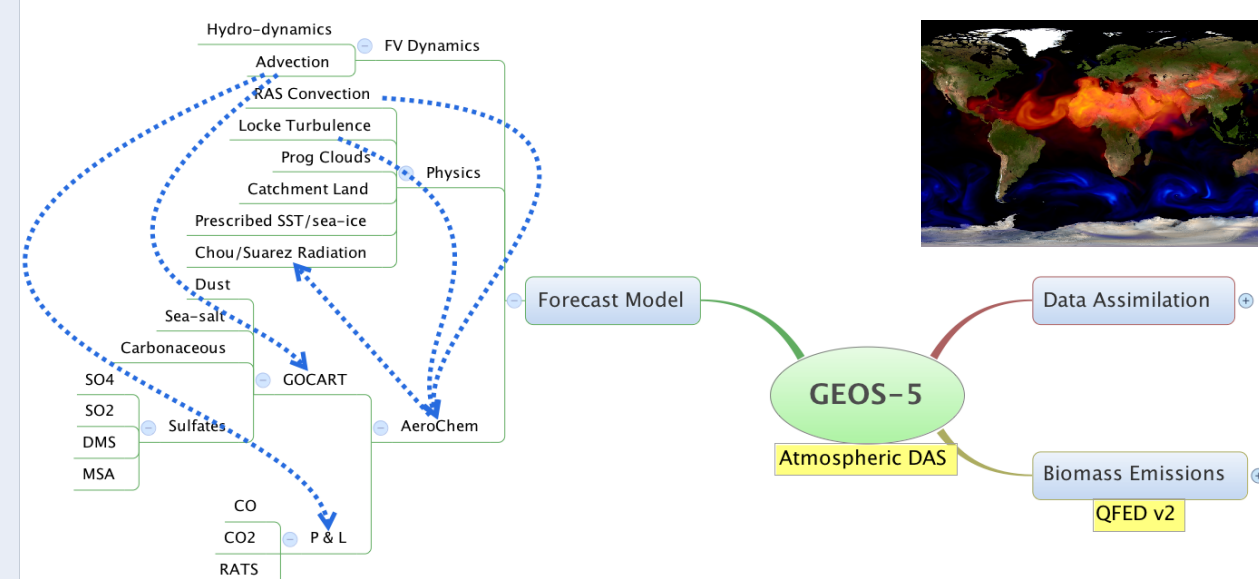 Hydro-dynamics
FV Dynamics
Advection
RAS Convection
Locke Turbulence
Prog Clouds
Physics
Catchment Land
Prescribed SST/sea-ice
Chou/Suarez Radiation
Dust
Sea-salt
Carbonaceous
GOCART
SO4
SO2
Sulfates
DMS
MSA
AeroChem
CO
CO2
P & L
RATS
Forecast Model
GEOS-5
Atmospheric DAS
Data Assimilation
Biomass Emissions
QFED v2